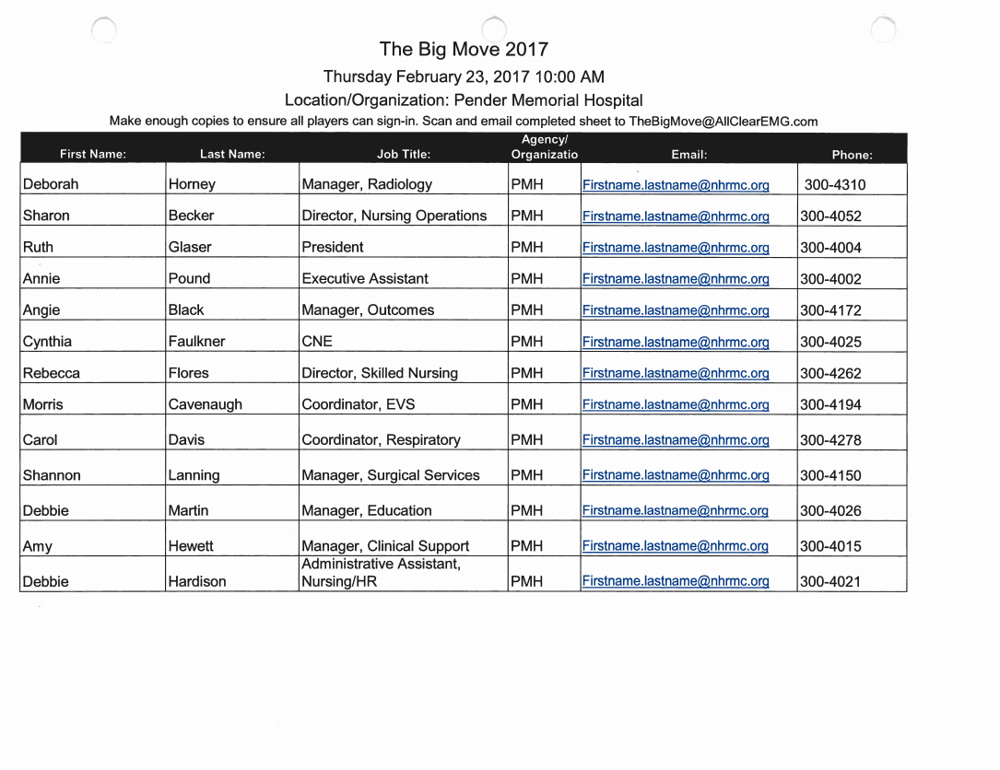 The Big Move 2017
Thursday February 23, 2017 10:00 AM
Location/Organization: Pender Memorial Hospital
Make enough copies to ensure all players can sign-in. Scan and email completed sheet to TheBigMove@AllClearEMG.com
First Name: Last Name: Job Title: Agency/ Organizatio Email: Phone:
Deborah Horney Manager, Radiology PMH Firstname.lastname@nhrmc.org 300-4310
Sharon Becker Director, Nursing Operations PMH Firstname.lastname@nhrmc.org 300-4052
Ruth Glaser President PMH Firstname.lastname@nhrmc.org 300-4004
Annie Pound Executive Assistant PMH Firstname.lastname@nhrmc.org 300-4002
Angie Black Manager, Outcomes PMH Firstname.lastname@nhrmc.org 300-4172
Cynthia Faulkner CNE PMH Firstname.lastname@nhrmc.org 300-4025
Rebecca Flores Director, Skilled Nursing PMH Firstname.lastname@nhrmc.org 300-4262
Morris Cavenaugh Coordinator, EVS PMH Firstname.lastname@nhrmc.org 300-4194
Carol Davis Coordinator, Respiratory PMH Firstname.lastname@nhrmc.org 300-4278
Shannon Lanning Manager, Surgical Services PMH Firstname.lastname@nhrmc.org 300-4150
Debbie Martin Manager, Education PMH Firstname.lastname@nhrmc.org 300-4026
Amy Hewett Manager, Clinical Support PMH Firstname.lastname@nhrmc.org 300-4015
Debbie Hardison Administrative Assistant, Nursing/HR PMH Firstname.lastname@nhrmc.org 300-4021